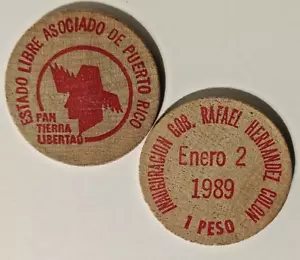 ESTADO LIBRE ASOCIADO DE PUERTO RICO
PAN
TIERRA
LIBERTAD
INAUGURACION GOB. RAFAEL HERNANDEZ COLON
Enero 2
1989
1 PESO